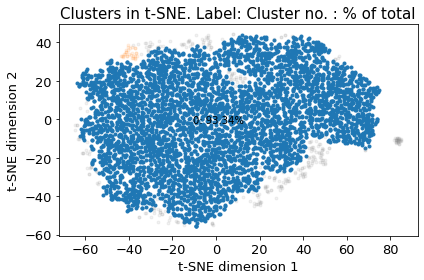 Clusters in t-SNE. Label: Cluster no. : % of total
t-SNE dimension 2
40
20
0
−20
−40
−60
0: 93.34%
−60 −40 −20 0 20 40 60 80
t-SNE dimension 1